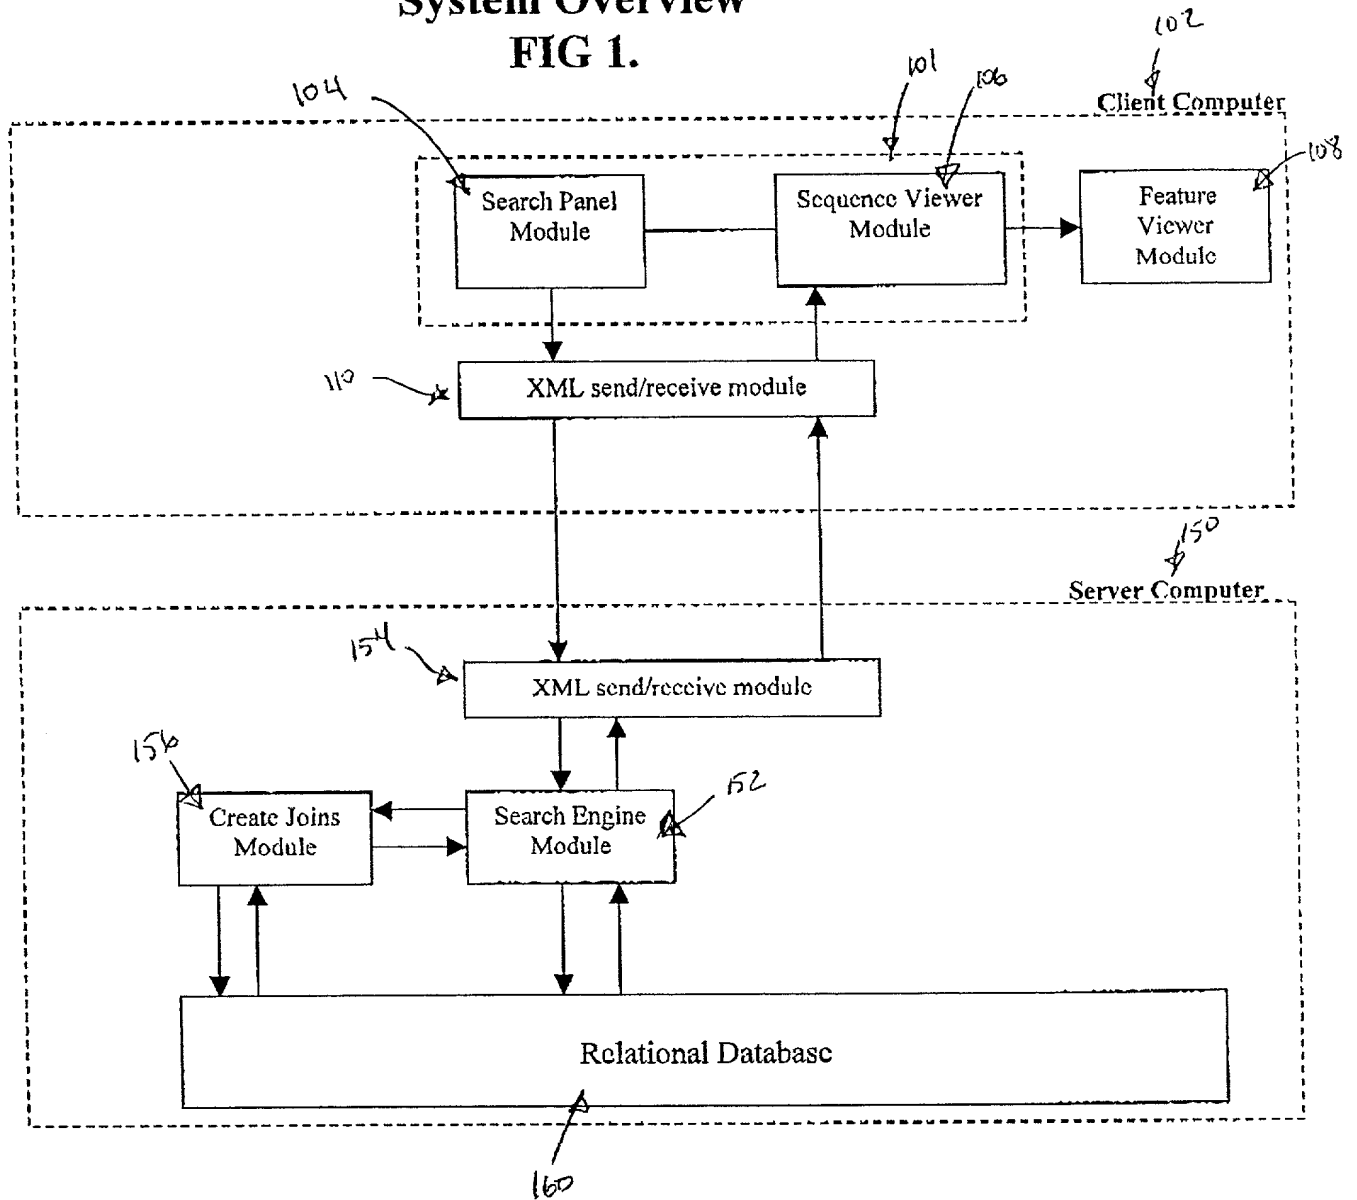 System Overview
FIG 1.
102
Client Computer
104
101
106
108
Search Panel
Module
Sequence Viewer
Module
Feature
Viewer
Module
110
XML send/receive module
150
Server Computer
154
XML send/receive module
156
152
Create Joins
Module
Search Engine
Module
Relational Database
160